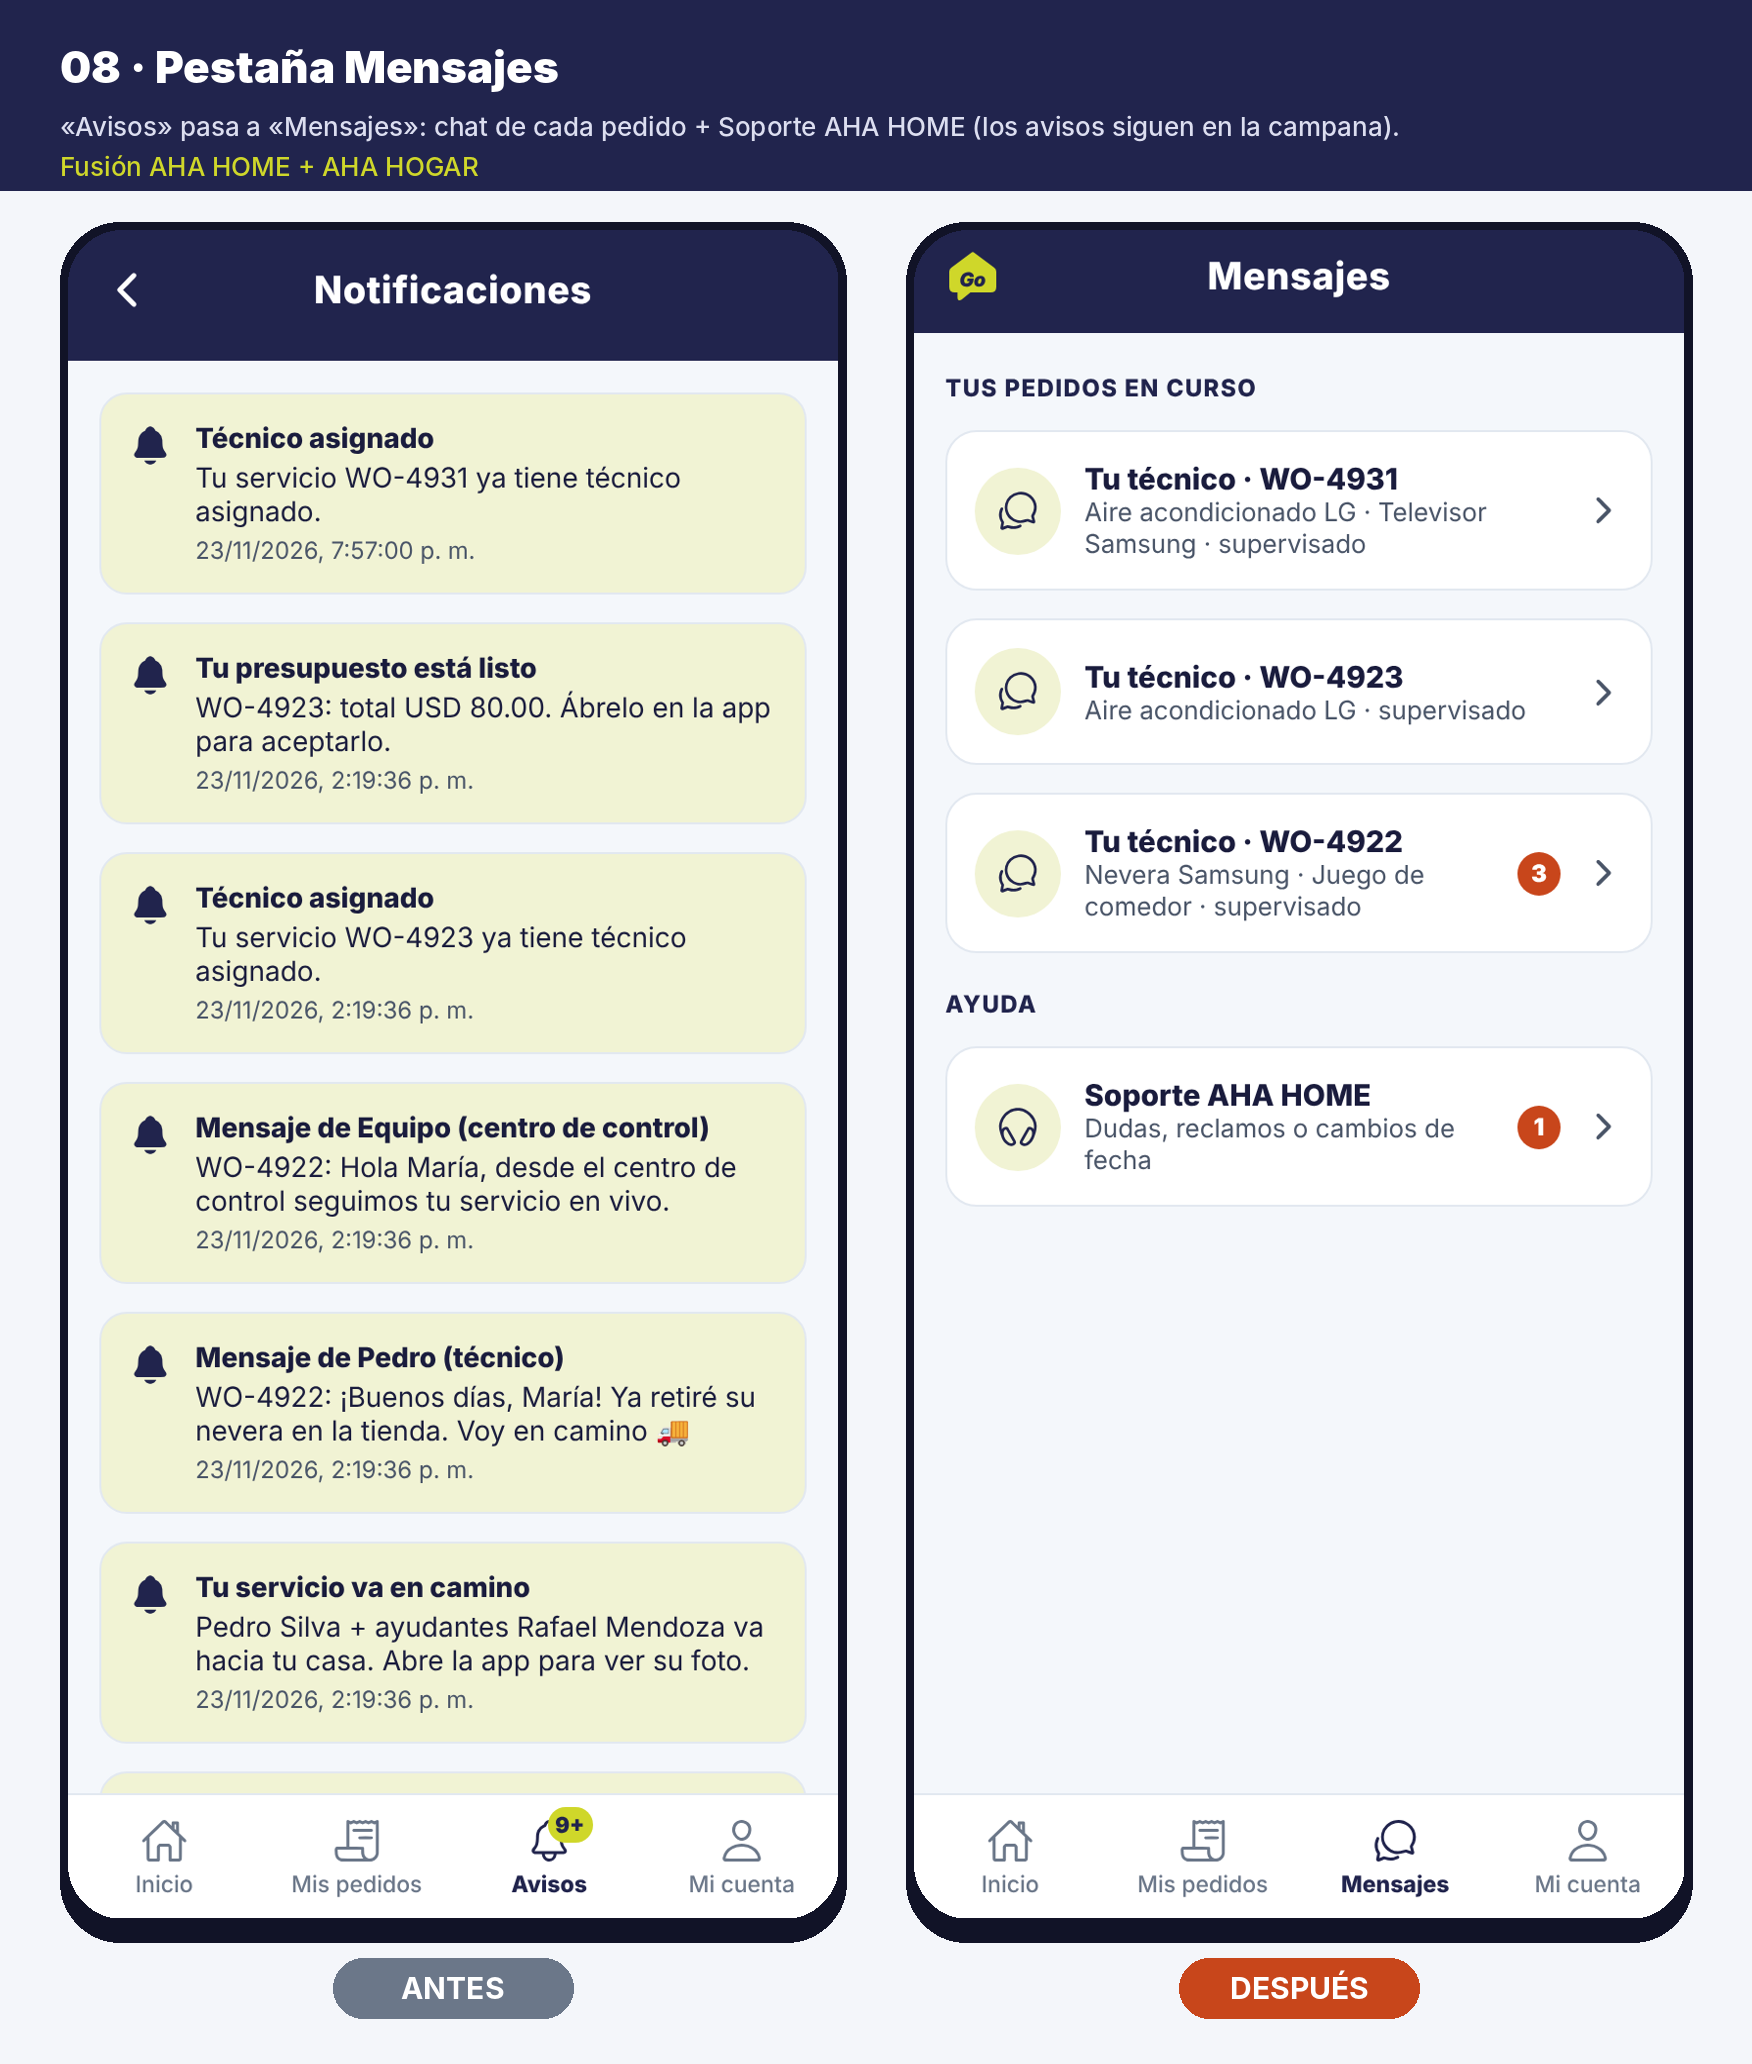 08 · Pestaña Mensajes
«Avisos» pasa a «Mensajes»: chat de cada pedido + Soporte AHA HOME (los avisos siguen en la campana).
Fusión AHA HOME + AHA HOGAR
Notificaciones
Técnico asignado
Tu servicio WO-4931 ya tiene técnico
asignado.
23/11/2026, 7:57:00 p. m.
Tu presupuesto está listo
WO-4923: total USD 80.00. Ábrelo en la app
para aceptarlo.
23/11/2026, 2:19:36 p. m.
Técnico asignado
Tu servicio WO-4923 ya tiene técnico
asignado.
23/11/2026, 2:19:36 p. m.
Mensaje de Equipo (centro de control)
WO-4922: Hola María, desde el centro de
control seguimos tu servicio en vivo.
23/11/2026, 2:19:36 p. m.
Mensaje de Pedro (técnico)
WO-4922: ¡Buenos días, María! Ya retiré su
nevera en la tienda. Voy en camino 🚚
23/11/2026, 2:19:36 p. m.
Tu servicio va en camino
Pedro Silva + ayudantes Rafael Mendoza va
hacia tu casa. Abre la app para ver su foto.
23/11/2026, 2:19:36 p. m.
9+
Inicio
Mis pedidos
Avisos
Mi cuenta
ANTES
Go
Mensajes
TUS PEDIDOS EN CURSO
Tu técnico · WO-4931
Aire acondicionado LG · Televisor
Samsung · supervisado
Tu técnico · WO-4923
Aire acondicionado LG · supervisado
Tu técnico · WO-4922
Nevera Samsung · Juego de
comedor · supervisado
3
AYUDA
Soporte AHA HOME
Dudas, reclamos o cambios de
fecha
1
Inicio
Mis pedidos
Mensajes
Mi cuenta
DESPUÉS